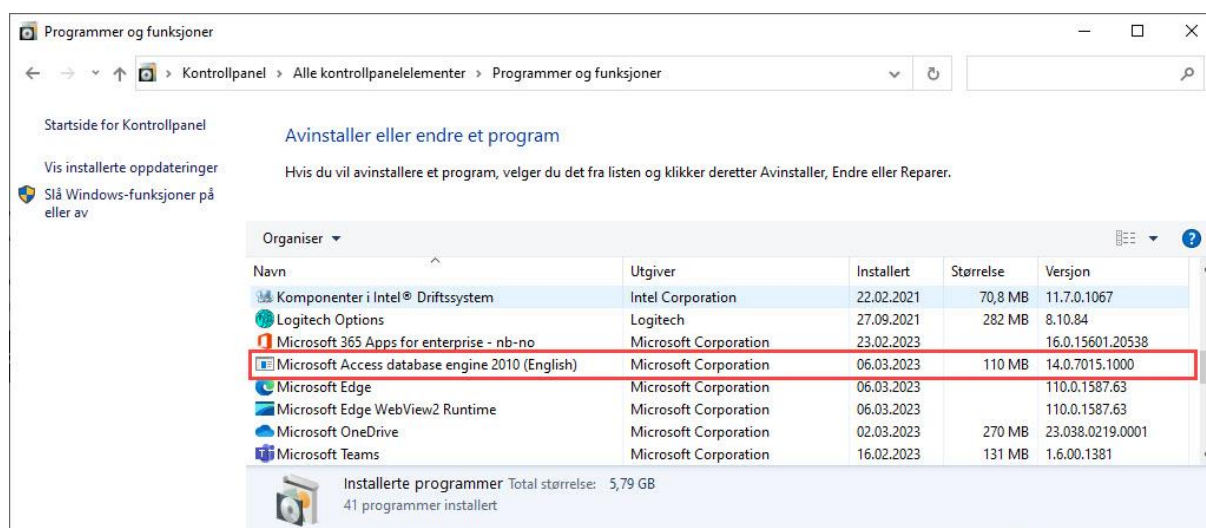 Programmer og funksjoner
Kontrollpanel > Alle kontrollpanelelementer > Programmer og funksjoner
Startside for Kontrollpanel
Vis installerte oppdateringer
Slå Windows-funksjoner på
eller av
Avinstaller eller endre et program
Hvis du vil avinstallere et program, velger du det fra listen og klikker deretter Avinstaller, Endre eller Reparer.
Organiser
Navn Utgiver Installert Størrelse Versjon
Komponenter i Intel® Driftssystem Intel Corporation 22.02.2021 70,8 MB 11.7.0.1067
Logitech Options Logitech 27.09.2021 282 MB 8.10.84
Microsoft 365 Apps for enterprise - nb-no Microsoft Corporation 23.02.2023 16.0.15601.20538
Microsoft Access database engine 2010 (English) Microsoft Corporation 06.03.2023 110 MB 14.0.7015.1000
Microsoft Edge Microsoft Corporation 06.03.2023 110.0.1587.63
Microsoft Edge WebView2 Runtime Microsoft Corporation 06.03.2023 110.0.1587.63
Microsoft OneDrive Microsoft Corporation 02.03.2023 270 MB 23.038.0219.0001
Microsoft Teams Microsoft Corporation 16.02.2023 131 MB 1.6.00.1381
Installerte programmer Total størrelse: 5,79 GB
41 programmer installert